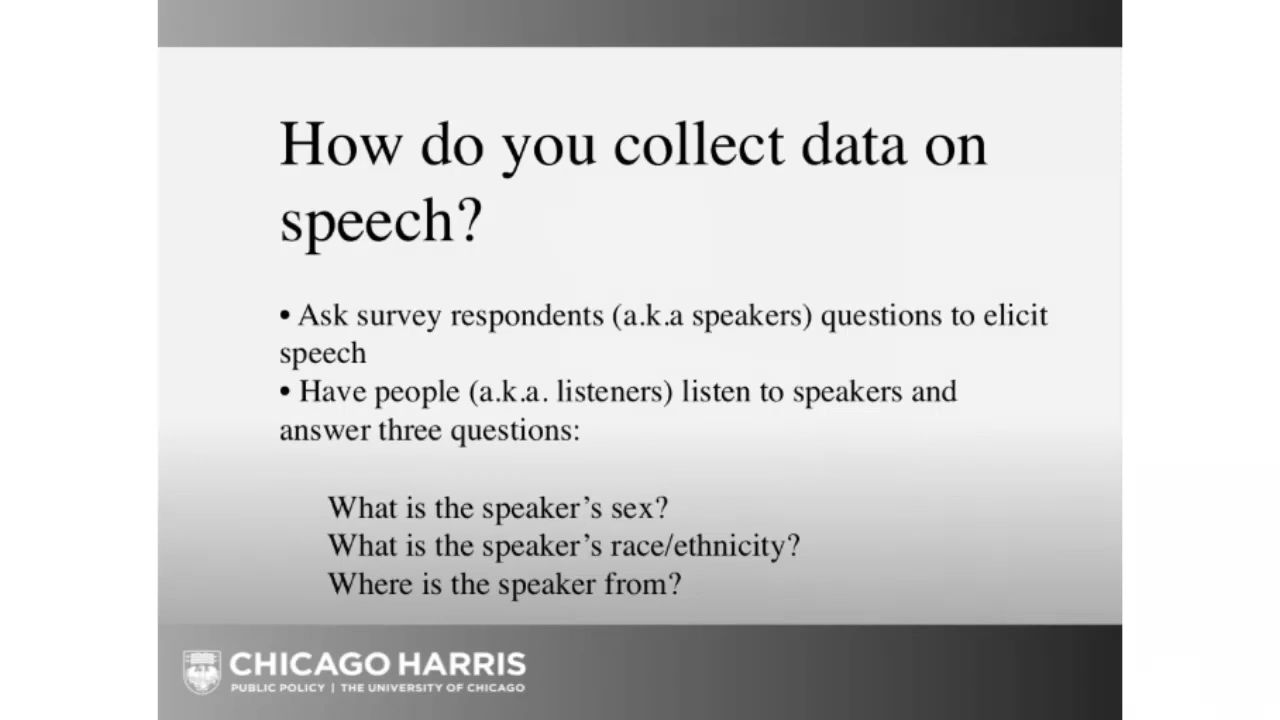 How do you collect data on
speech?
• Ask survey respondents (a.k.a speakers) questions to elicit
speech
• Have people (a.k.a. listeners) listen to speakers and
answer three questions:
What is the speaker’s sex?
What is the speaker’s race/ethnicity?
Where is the speaker from?
CHICAGO HARRIS
PUBLIC POLICY | THE UNIVERSITY OF CHICAGO